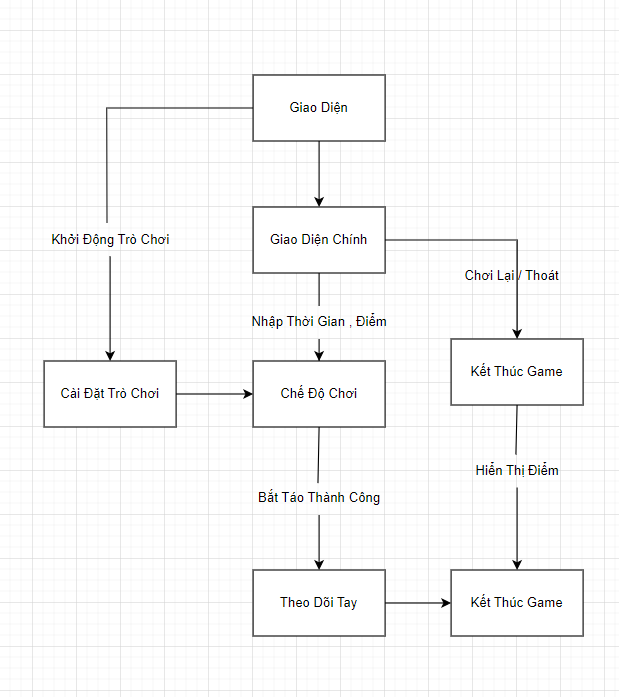 Giao Diện
Khởi Động Trò Chơi
Giao Diện Chính
Chơi Lại / Thoát
Nhập Thời Gian , Điểm
Cài Đặt Trò Chơi
Chế Độ Chơi
Kết Thúc Game
Hiển Thị Điểm
Bắt Táo Thành Công
Theo Dõi Tay
Kết Thúc Game